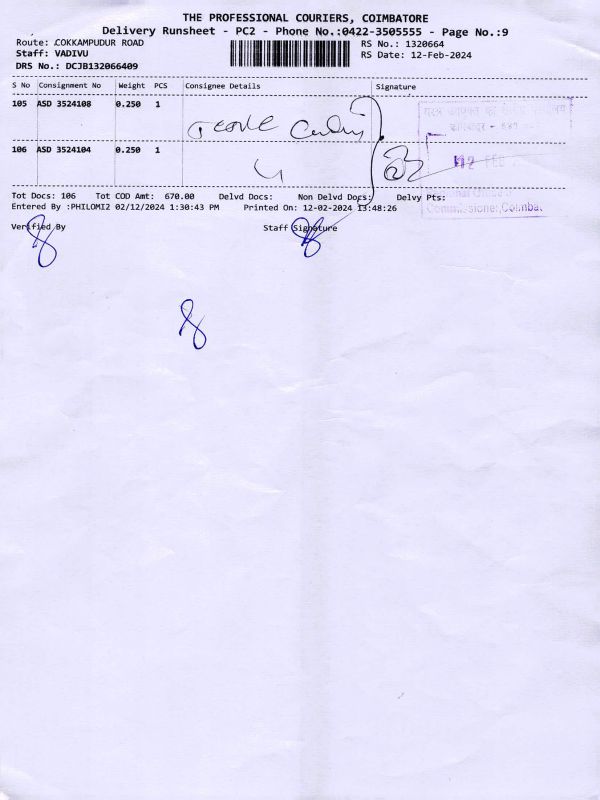 THE PROFESSIONAL COURIERS, COIMBATORE
Delivery Runsheet - PC2 - Phone No.:0422-3505555 - Page No.:9
Route: COKKAMPUDUR ROAD
RS No.: 1320664
Staff: VADIVU
RS Date: 12-Feb-2024
DRS No.: DCJB132066409
S No Consignment No Weight PCS Consignee Details Signature
105 ASD 3524108 0.250 1
106 ASD 3524104 0.250 1
12 FEB
Tot Docs: 106 Tot COD Amt: 670.00 Delvd Docs: Non Delvd Docs: Delvy Pts:
Entered By :PHILOMI2 02/12/2024 1:30:43 PM Printed On: 12-02-2024 13:48:26
Verified By Staff Signature